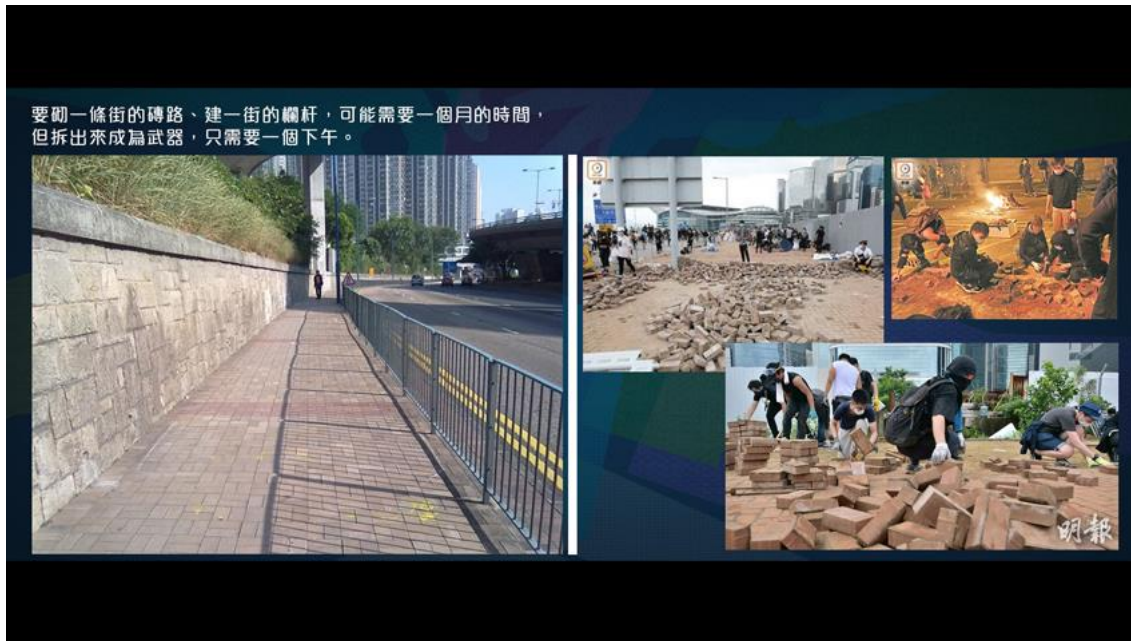 要砌一條街的磚路、建一街的欄杆，可能需要一個月的時間，
但拆出來成為武器，只需要一個下午。
明報